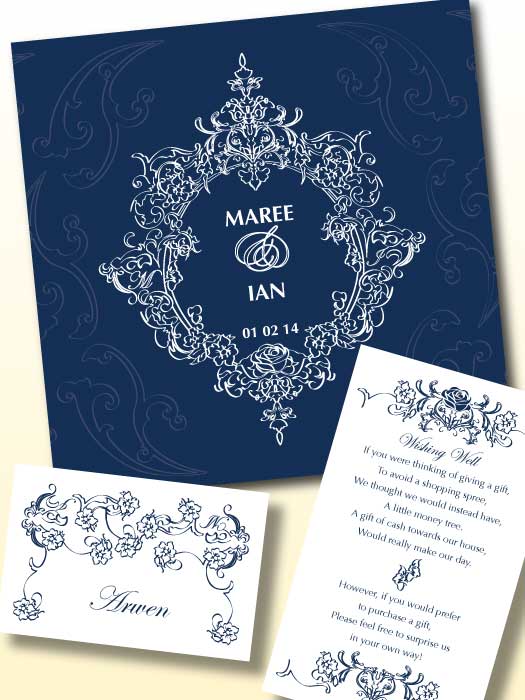 MAREE
&
IAN
01 02 14
Wishing Well
If you were thinking of giving a gift,
To avoid a shopping spree,
We thought we would instead have,
A little money tree.
A gift of cash towards our house,
Would really make our day.
However, if you would prefer
to purchase a gift,
Please feel free to surprise us
in your own way!
Arwen